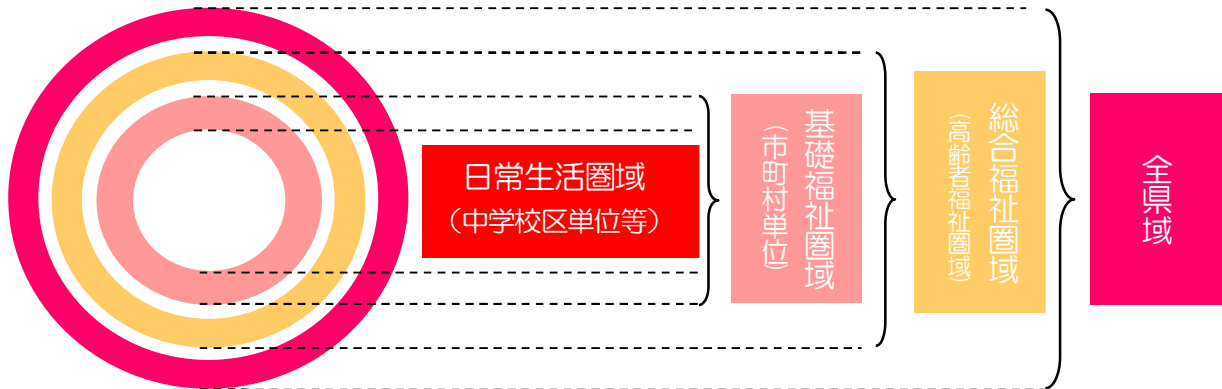 日常生活圏域
（中学校区単位等）
基礎福祉圏域
（市町村単位）
総合福祉圏域
（高齢者福祉圏域）
全県域